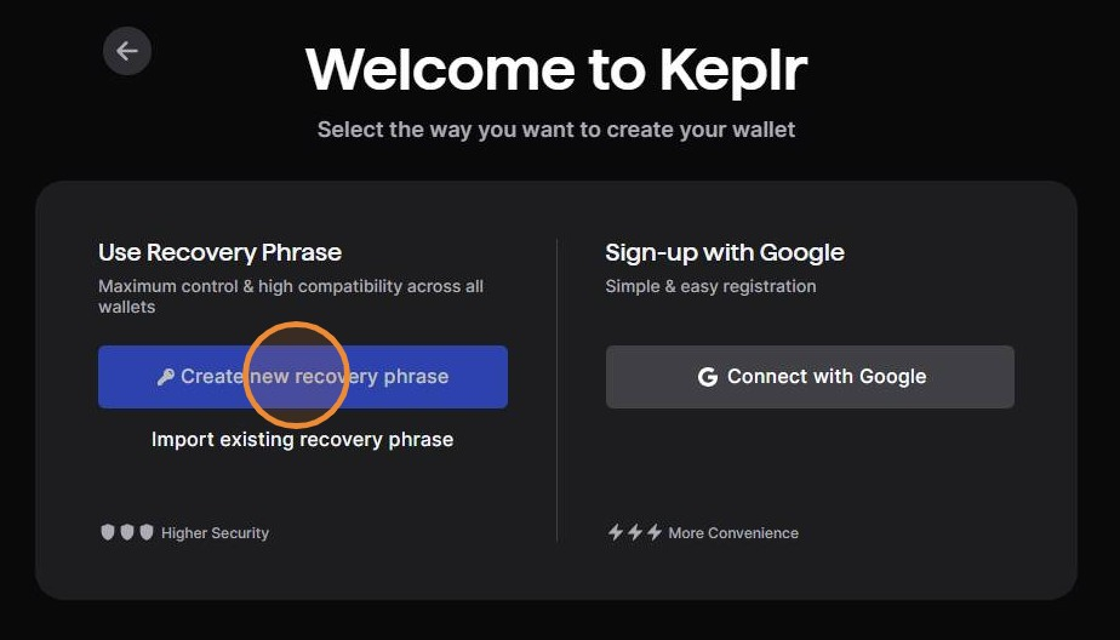 Welcome to Keplr
Select the way you want to create your wallet
Use Recovery Phrase
Maximum control & high compatibility across all
wallets
Create new recovery phrase
Import existing recovery phrase
Higher Security
Sign-up with Google
Simple & easy registration
Connect with Google
More Convenience